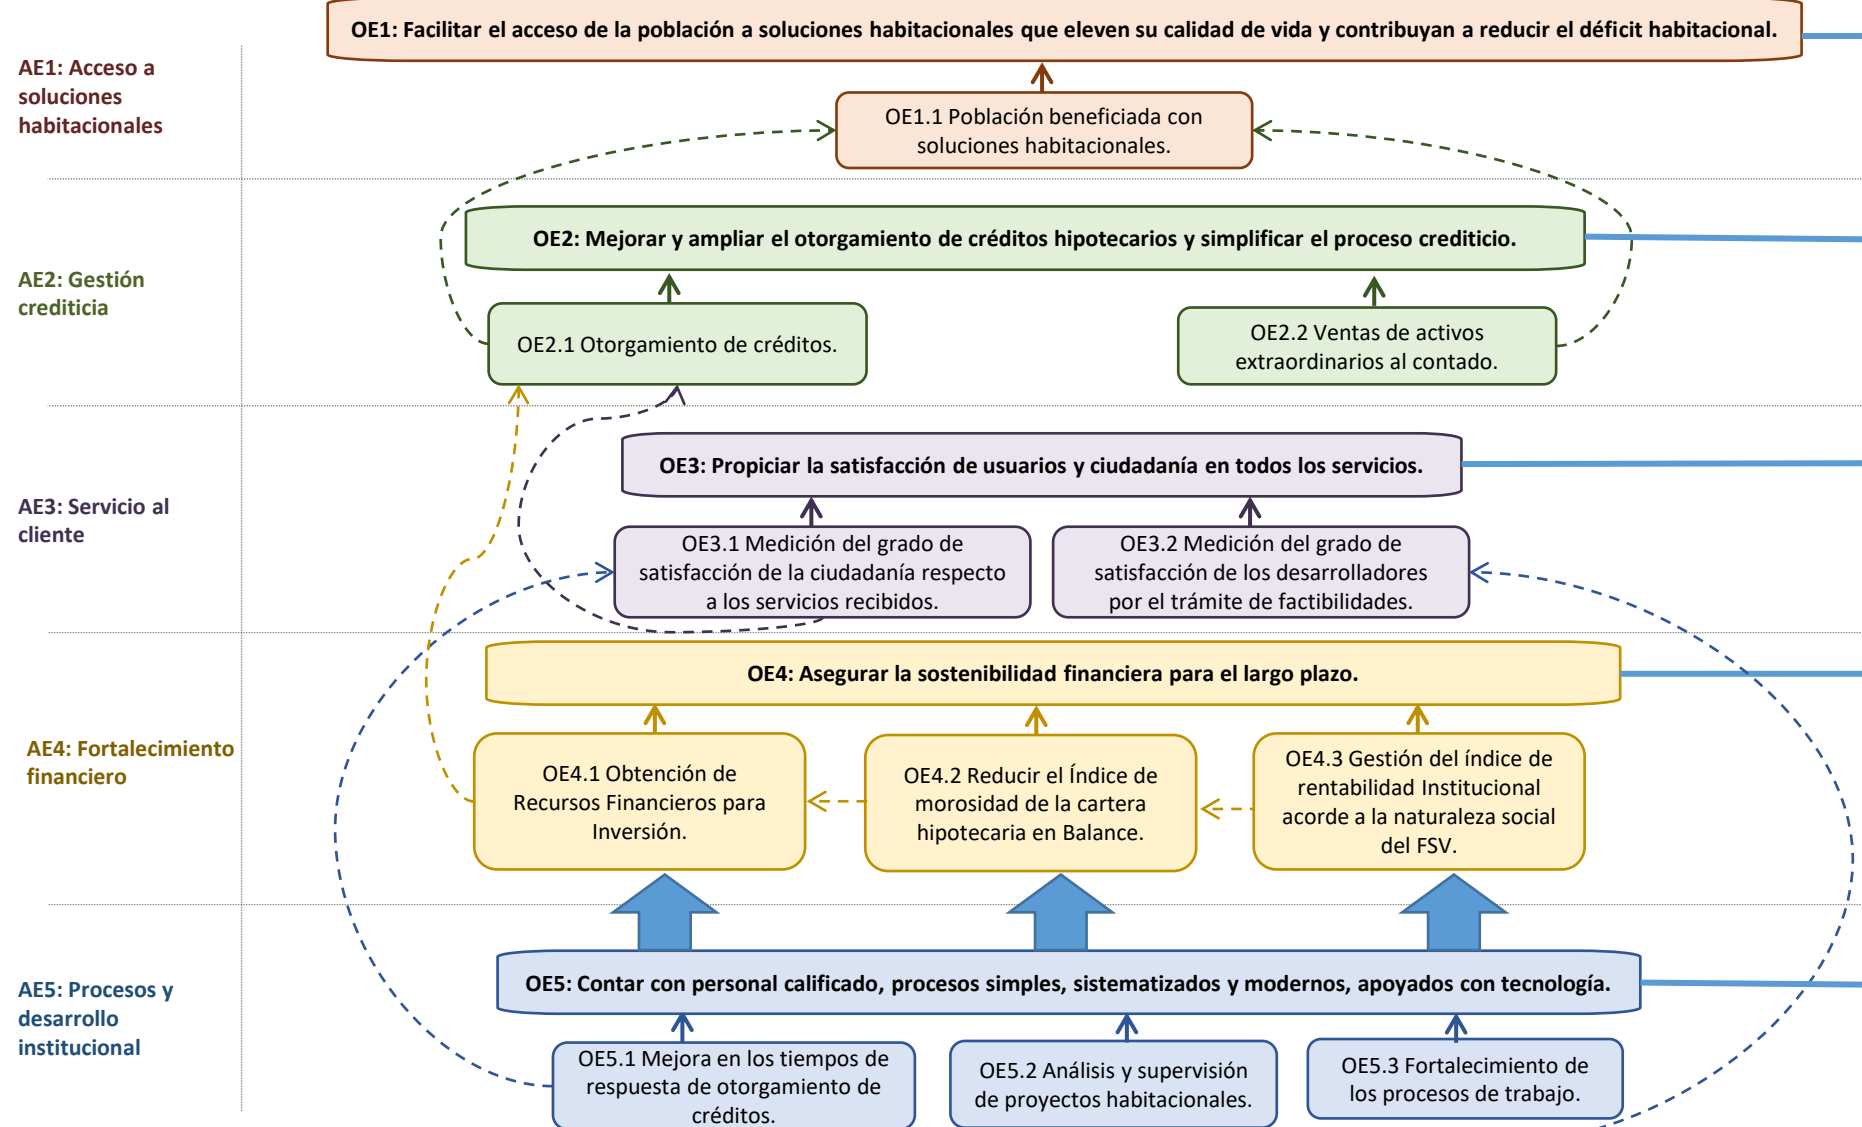 OE1: Facilitar el acceso de la población a soluciones habitacionales que eleven su calidad de vida y contribuyan a reducir el déficit habitacional.
AE1: Acceso a
soluciones
habitacionales
OE1.1 Población beneficiada con
soluciones habitacionales.
OE2: Mejorar y ampliar el otorgamiento de créditos hipotecarios y simplificar el proceso crediticio.
AE2: Gestión
crediticia
OE2.1 Otorgamiento de créditos.
OE2.2 Ventas de activos
extraordinarios al contado.
OE3: Propiciar la satisfacción de usuarios y ciudadanía en todos los servicios.
AE3: Servicio al
cliente
OE3.1 Medición del grado de
satisfacción de la ciudadanía respecto
a los servicios recibidos.
OE3.2 Medición del grado de
satisfacción de los desarrolladores
por el trámite de factibilidades.
OE4: Asegurar la sostenibilidad financiera para el largo plazo.
AE4: Fortalecimiento
financiero
OE4.1 Obtención de
Recursos Financieros para
Inversión.
OE4.2 Reducir el Índice de
morosidad de la cartera
hipotecaria en Balance.
OE4.3 Gestión del índice de
rentabilidad Institucional
acorde a la naturaleza social
del FSV.
OE5: Contar con personal calificado, procesos simples, sistematizados y modernos, apoyados con tecnología.
AE5: Procesos y
desarrollo
institucional
OE5.1 Mejora en los tiempos de
respuesta de otorgamiento de
créditos.
OE5.2 Análisis y supervisión
de proyectos habitacionales.
OE5.3 Fortalecimiento de
los procesos de trabajo.